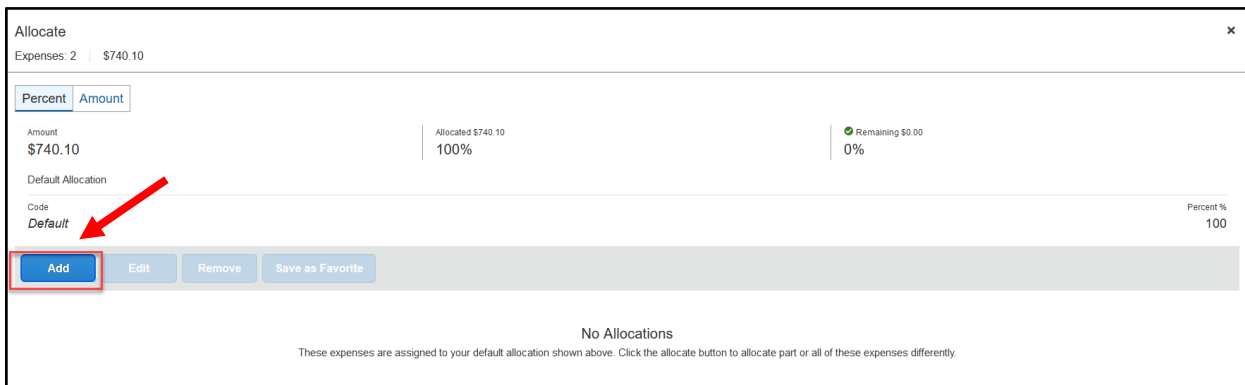 Allocate ×
Expenses: 2 | $740.10
Percent Amount
Amount Allocated $740.10 Remaining $0.00
$740.10 100% 0%
Default Allocation
Code Percent %
Default 100
Add Edit Remove Save as Favorite
No Allocations
These expenses are assigned to your default allocation shown above. Click the allocate button to allocate part or all of these expenses differently.